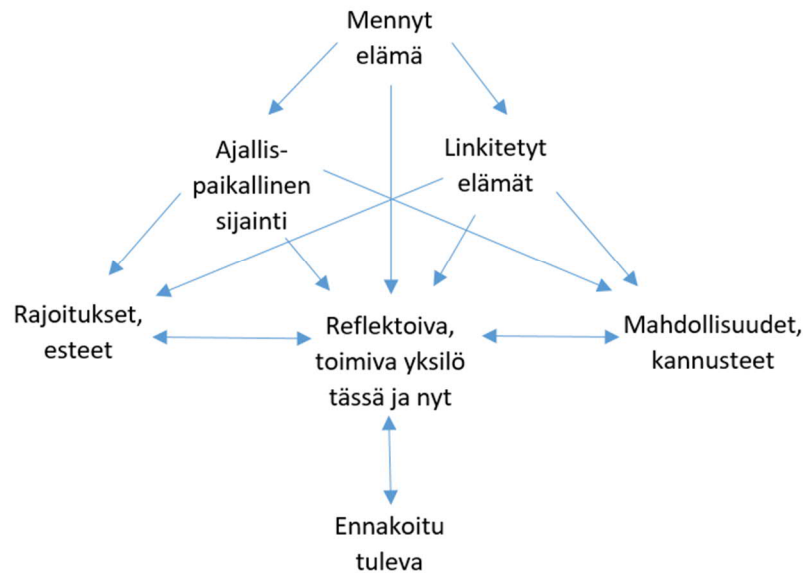 Mennyt
elämä
Ajallis-
paikallinen
sijainti
Linkitetyt
elämät
Rajoitukset,
esteet
Reflektoiva,
toimiva yksilö
tässä ja nyt
Mahdollisuudet,
kannusteet
Ennakoitu
tuleva